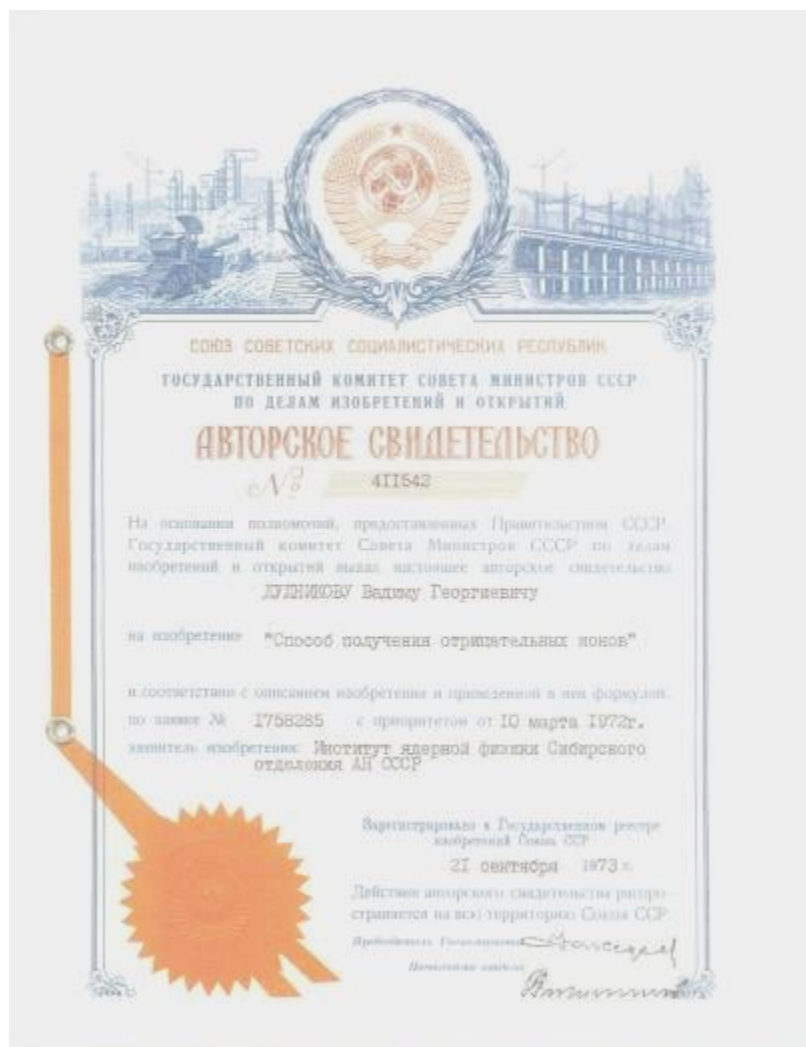 СОЮЗ СОВЕТСКИХ СОЦИАЛИСТИЧЕСКИХ РЕСПУБЛИК
ГОСУДАРСТВЕННЫЙ КОМИТЕТ СОВЕТА МИНИСТРОВ СССР
ПО ДЕЛАМ ИЗОБРЕТЕНИЙ И ОТКРЫТИЙ
АВТОРСКОЕ СВИДЕТЕЛЬСТВО
№ 411542
На основании полномочий, предоставленных Правительством СССР,
Государственный комитет Совета Министров СССР по делам
изобретений и открытий выдал настоящее авторское свидетельство
ДУДНИКОВУ Вадиму Георгиевичу
на изобретение "Способ получения отрицательных ионов"
в соответствии с описанием изобретения и приведенной в нем формулой,
по заявке № 1758285 с приоритетом от 10 марта 1972г.
заявитель изобретения: Институт ядерной физики Сибирского
отделения АН СССР
Зарегистрировано в Государственном реестре
изобретений Союза ССР
21 сентября 1973 г.
Действие авторского свидетельства распро-
страняется на всю территорию Союза ССР.
Председатель Госкомитета
Начальник отдела